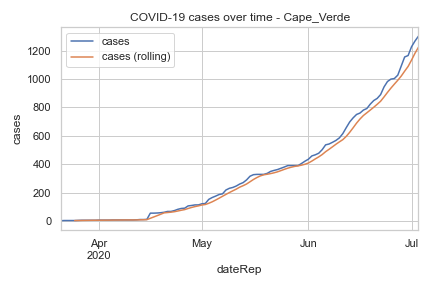 COVID-19 cases over time - Cape_Verde
cases
cases (rolling)
1200
1000
800
600
400
200
0
cases
Apr
2020
May
Jun
Jul
dateRep